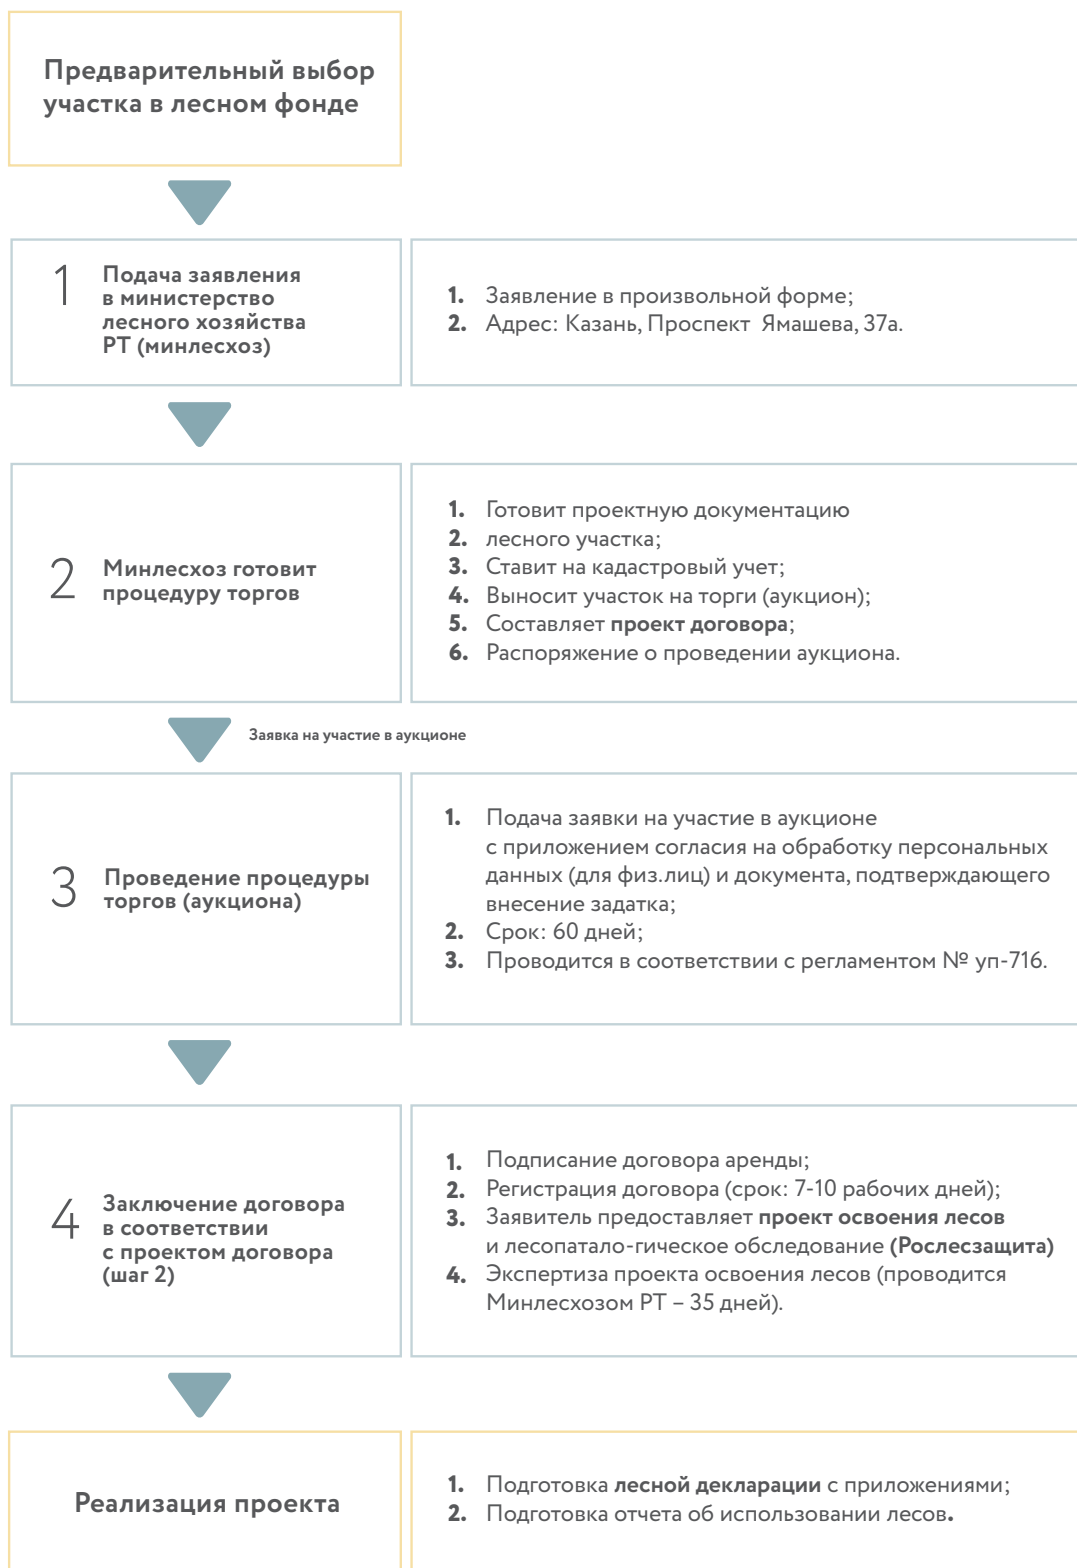 Предварительный выбор
участка в лесном фонде
1
Подача заявления
в министерство
лесного хозяйства
РТ (минлесхоз)
1. Заявление в произвольной форме;
2. Адрес: Казань, Проспект Ямашева, 37а.
2
Минлесхоз готовит
процедуру торгов
1. Готовит проектную документацию
2. лесного участка;
3. Ставит на кадастровый учет;
4. Выносит участок на торги (аукцион);
5. Составляет проект договора;
6. Распоряжение о проведении аукциона.
Заявка на участие в аукционе
3
Проведение процедуры
торгов (аукциона)
1. Подача заявки на участие в аукционе
с приложением согласия на обработку персональных
данных (для физ.лиц) и документа, подтверждающего
внесение задатка;
2. Срок: 60 дней;
3. Проводится в соответствии с регламентом № уп-716.
4
Заключение договора
в соответствии
с проектом договора
(шаг 2)
1. Подписание договора аренды;
2. Регистрация договора (срок: 7-10 рабочих дней);
3. Заявитель предоставляет проект освоения лесов
и лесопатало-гическое обследование (Рослесзащита)
4. Экспертиза проекта освоения лесов (проводится
Минлесхозом РТ – 35 дней).
Реализация проекта
1. Подготовка лесной декларации с приложениями;
2. Подготовка отчета об использовании лесов.